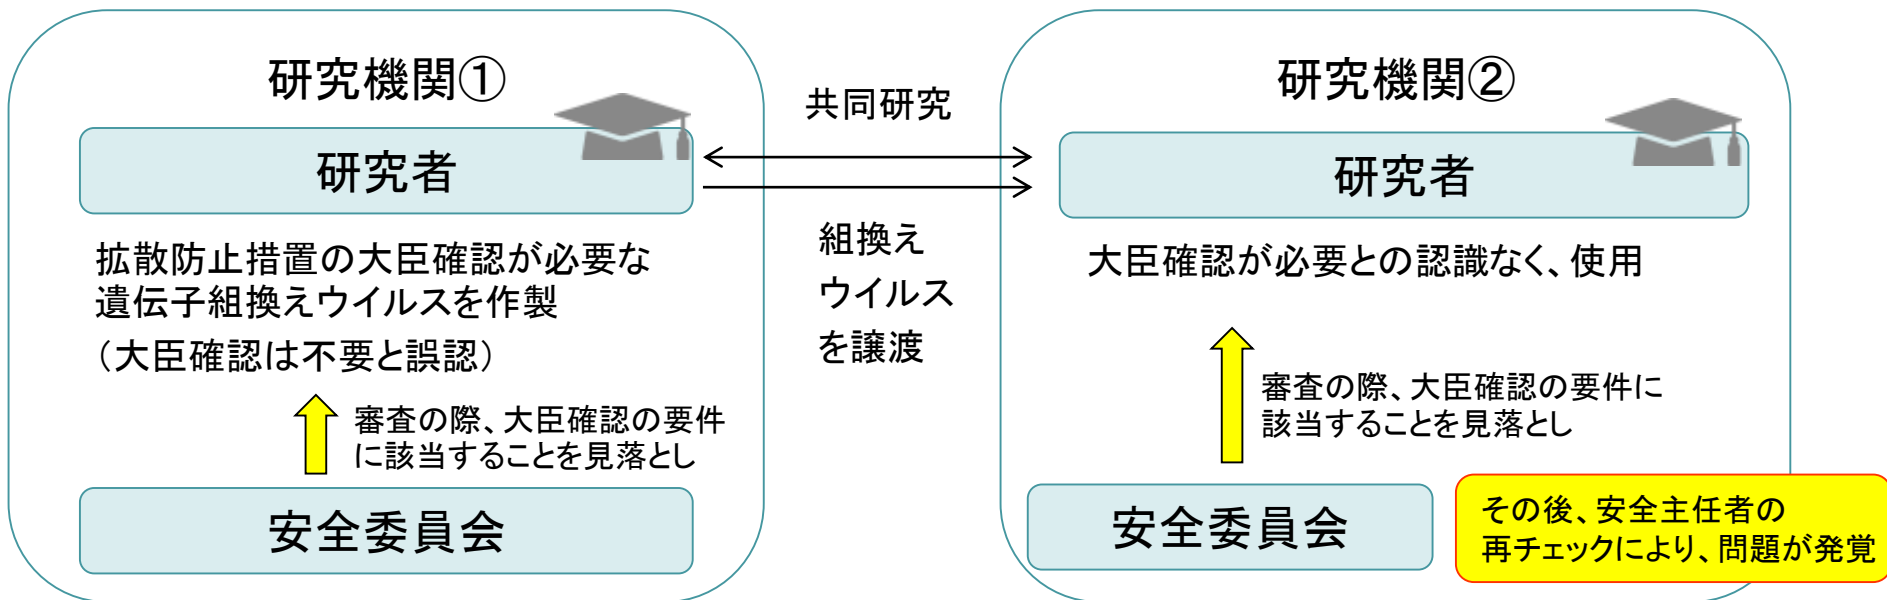 研究機関①
研究者
拡散防止措置の大臣確認が必要な
遺伝子組換えウイルスを作製
（大臣確認は不要と誤認）
審査の際、大臣確認の要件
に該当することを見落とし
安全委員会
共同研究
組換え
ウイルス
を譲渡
研究機関②
研究者
大臣確認が必要との認識なく、使用
審査の際、大臣確認の要件に
該当することを見落とし
安全委員会
その後、安全主任者の
再チェックにより、問題が発覚